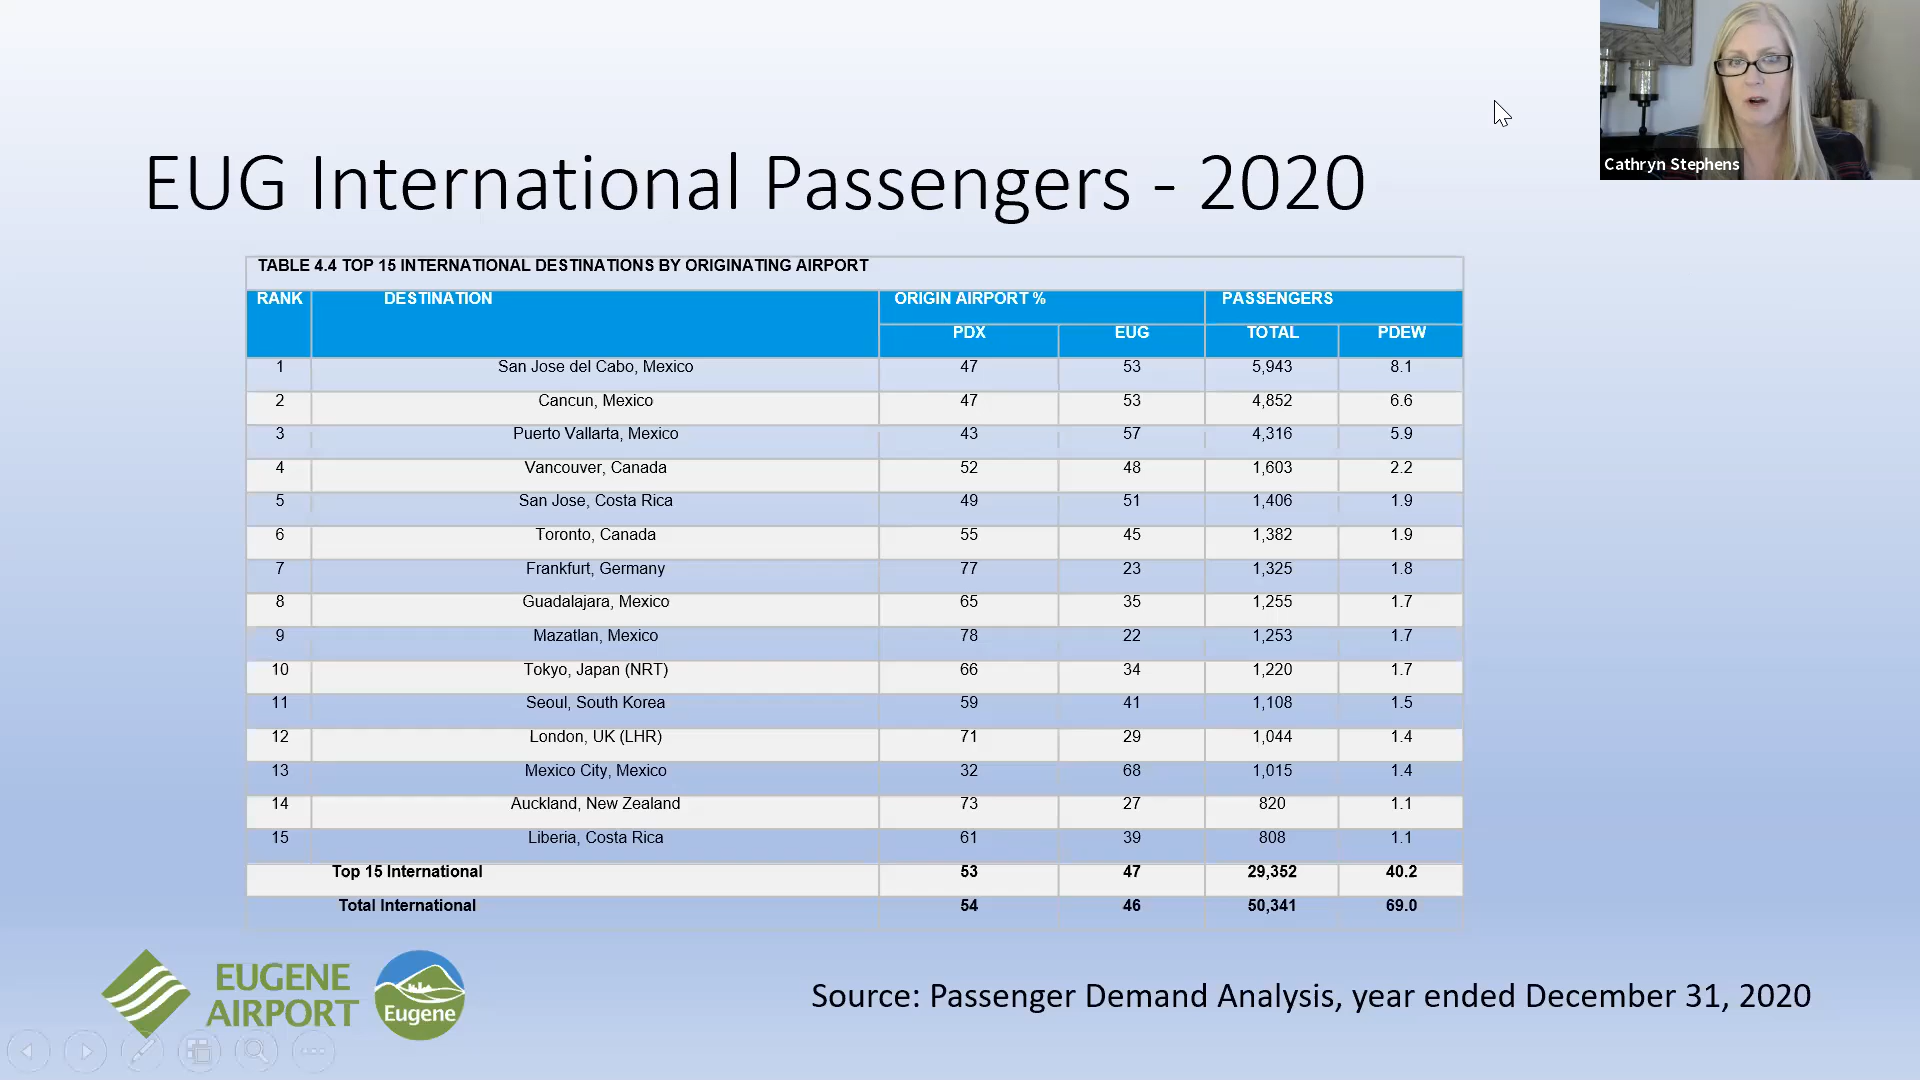 Cathryn Stephens
EUG International Passengers - 2020
TABLE 4.4 TOP 15 INTERNATIONAL DESTINATIONS BY ORIGINATING AIRPORT
RANK DESTINATION ORIGIN AIRPORT % PASSENGERS
PDX EUG TOTAL PDEW
1 San Jose del Cabo, Mexico 47 53 5,943 8.1
2 Cancun, Mexico 47 53 4,852 6.6
3 Puerto Vallarta, Mexico 43 57 4,316 5.9
4 Vancouver, Canada 52 48 1,603 2.2
5 San Jose, Costa Rica 49 51 1,406 1.9
6 Toronto, Canada 55 45 1,382 1.9
7 Frankfurt, Germany 77 23 1,325 1.8
8 Guadalajara, Mexico 65 35 1,255 1.7
9 Mazatlan, Mexico 78 22 1,253 1.7
10 Tokyo, Japan (NRT) 66 34 1,220 1.7
11 Seoul, South Korea 59 41 1,108 1.5
12 London, UK (LHR) 71 29 1,044 1.4
13 Mexico City, Mexico 32 68 1,015 1.4
14 Auckland, New Zealand 73 27 820 1.1
15 Liberia, Costa Rica 61 39 808 1.1
Top 15 International 53 47 29,352 40.2
Total International 54 46 50,341 69.0
EUGENE
AIRPORT
Eugene
Source: Passenger Demand Analysis, year ended December 31, 2020